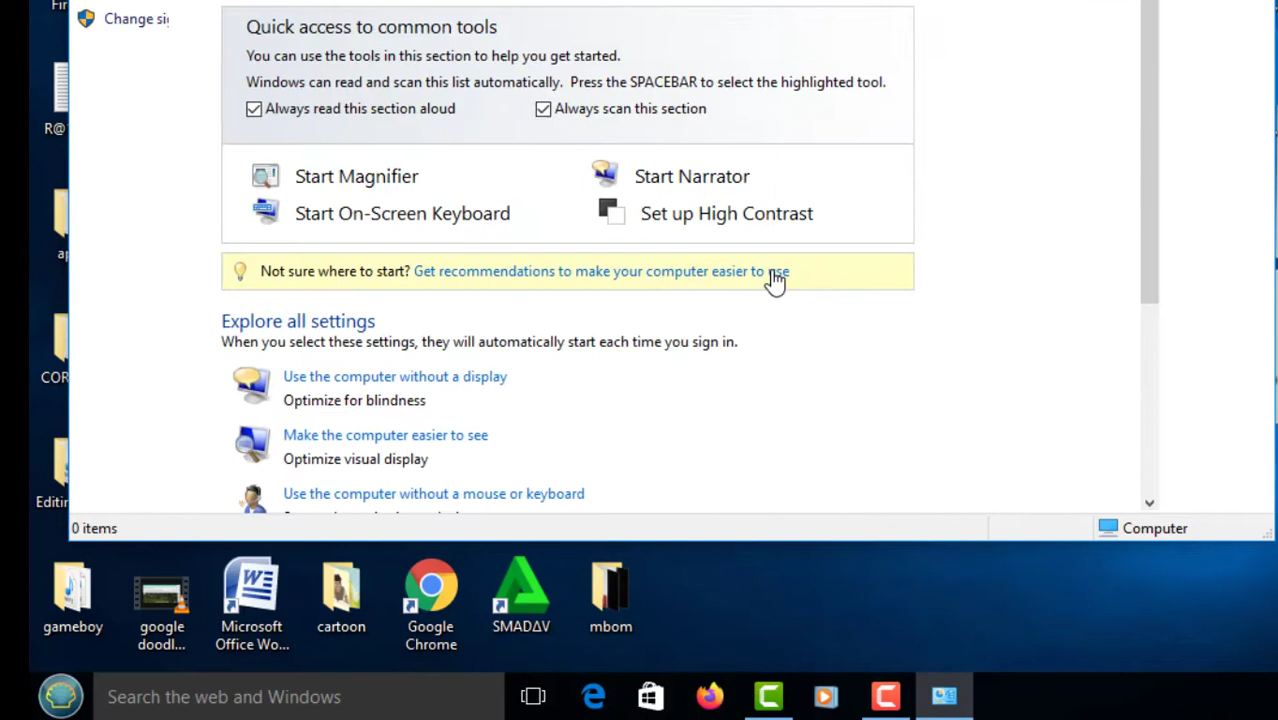 Change si
Quick access to common tools
You can use the tools in this section to help you get started.
Windows can read and scan this list automatically. Press the SPACEBAR to select the highlighted tool.
Always read this section aloud
Always scan this section
Start Magnifier
Start Narrator
Start On-Screen Keyboard
Set up High Contrast
Not sure where to start? Get recommendations to make your computer easier to use
Explore all settings
When you select these settings, they will automatically start each time you sign in.
Use the computer without a display
Optimize for blindness
Make the computer easier to see
Optimize visual display
Use the computer without a mouse or keyboard
0 items
Computer
R@
ap
COR
Editin
gameboy
google
doodl...
Microsoft
Office Wo...
cartoon
Google
Chrome
SMADΔV
mbom
Search the web and Windows